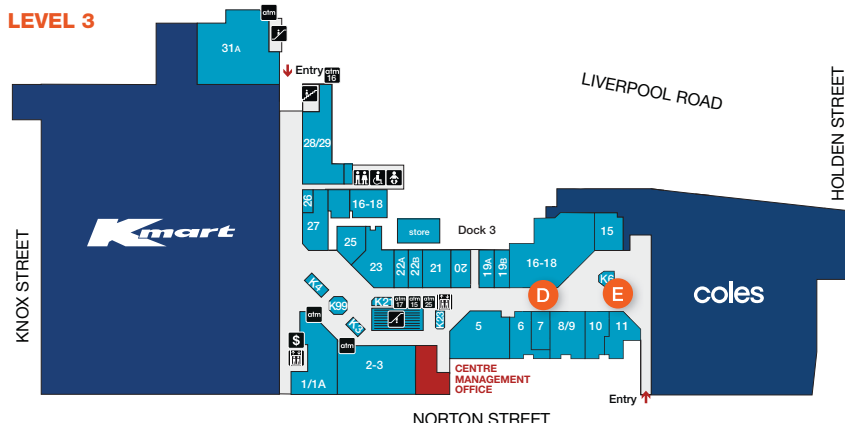 LEVEL 3
atm
31A
Entry
atm
16
LIVERPOOL ROAD
HOLDEN STREET
28/29
26
16-18
27
store
Dock 3
15
25
23
22A
22B
21
20
19A
19B
16-18
Kmart
KNOX STREET
K4
K99
K21
atm
17
atm
15
atm
25
K23
K3
K6
D
E
coles
atm
$
atm
5
6
7
8/9
10
11
2-3
1/1A
CENTRE
MANAGEMENT
OFFICE
Entry
NORTON STREET